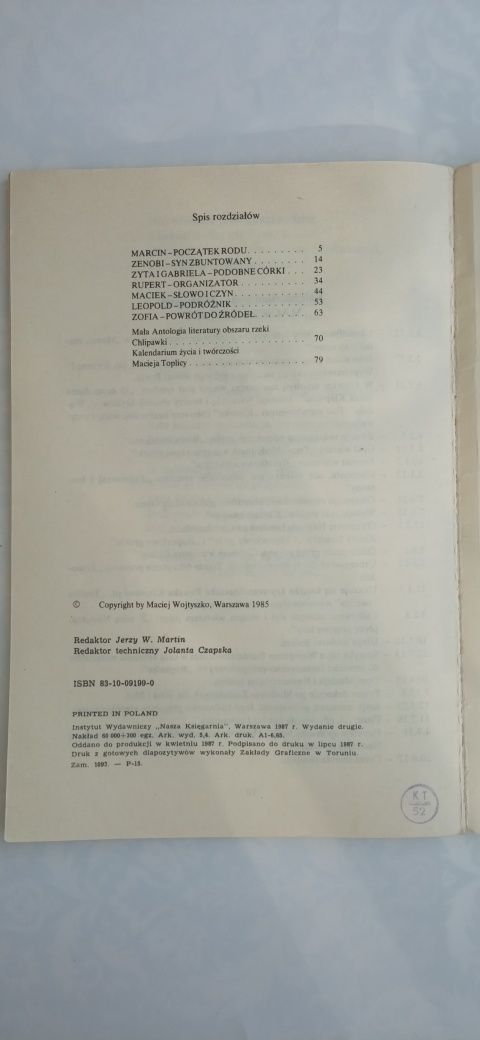 Spis rozdziałów
MARCIN – POCZĄTEK RODU. . . . . . . . . 5
ZENOBI – SYN ZBUNTOWANY . . . . . . . . 14
ZYTA I GABRIELA – PODOBNE CÓRKI . . . 23
RUPERT – ORGANIZATOR . . . . . . . . . . 34
MACIEK – SŁOWO I CZYN. . . . . . . . . . . 44
LEOPOLD – PODRÓŻNIK . . . . . . . . . . . 53
ZOFIA – POWRÓT DO ŹRÓDEŁ. . . . . . . . 63
Mała Antologia literatury obszaru rzeki
Chlipawki . . . . . . . . . . . . . . . . . . . . 70
Kalendarium życia i twórczości
Macieja Toplicy . . . . . . . . . . . . . . . . . 79
© Copyright by Maciej Wojtyszko, Warszawa 1985
Redaktor Jerzy W. Martin
Redaktor techniczny Jolanta Czapska
ISBN 83-10-09199-0
PRINTED IN POLAND
Instytut Wydawniczy „Nasza Księgarnia", Warszawa 1987 r. Wydanie drugie.
Nakład 60 000+300 egz. Ark. wyd. 5,4. Ark. druk. A1-6,65.
Oddano do produkcji w kwietniu 1987 r. Podpisano do druku w lipcu 1987 r.
Druk z gotowych diapozytywów wykonały Zakłady Graficzne w Toruniu.
Zam. 1093. — P-15.
KT
52